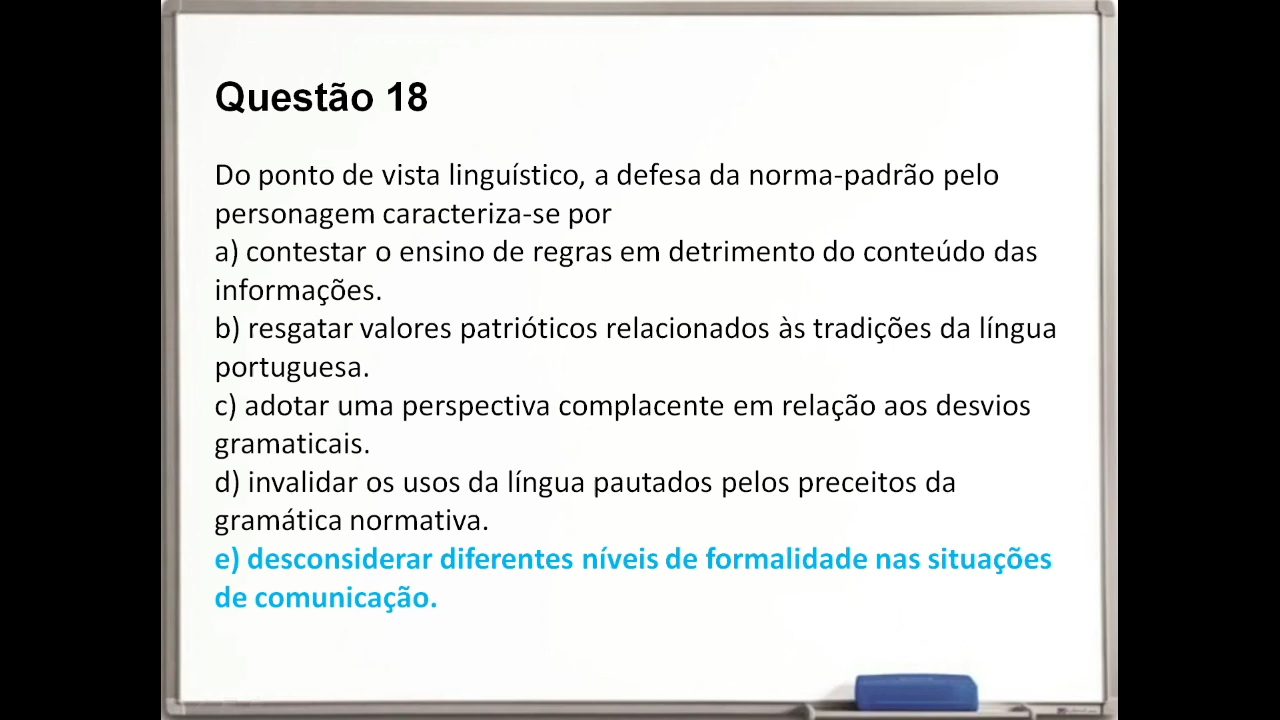 Questão 18
Do ponto de vista linguístico, a defesa da norma-padrão pelo
personagem caracteriza-se por
a) contestar o ensino de regras em detrimento do conteúdo das
informações.
b) resgatar valores patrióticos relacionados às tradições da língua
portuguesa.
c) adotar uma perspectiva complacente em relação aos desvios
gramaticais.
d) invalidar os usos da língua pautados pelos preceitos da
gramática normativa.
e) desconsiderar diferentes níveis de formalidade nas situações
de comunicação.